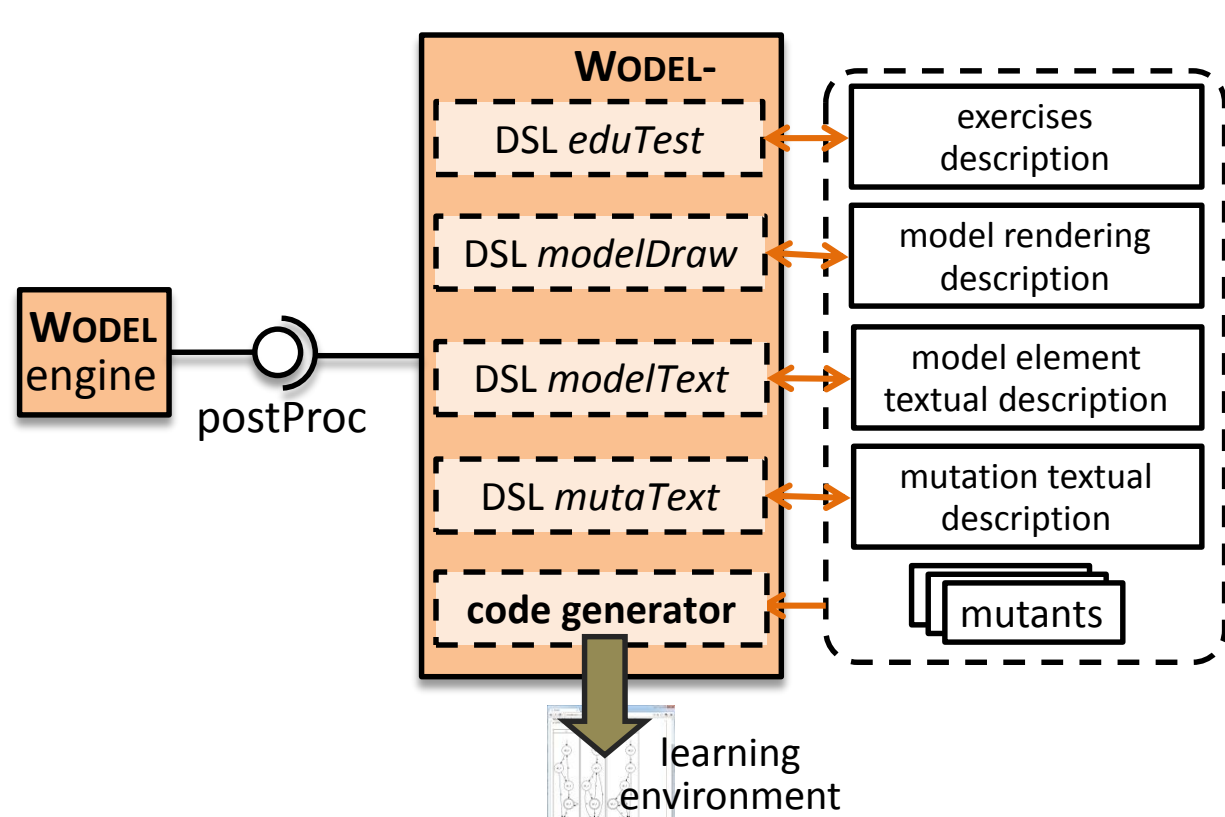 WODEL-
DSL eduTest
exercises
description
DSL modelDraw
model rendering
description
WODEL
engine
postProc
DSL modelText
model element
textual description
DSL mutaText
mutation textual
description
code generator
mutants
learning
environment